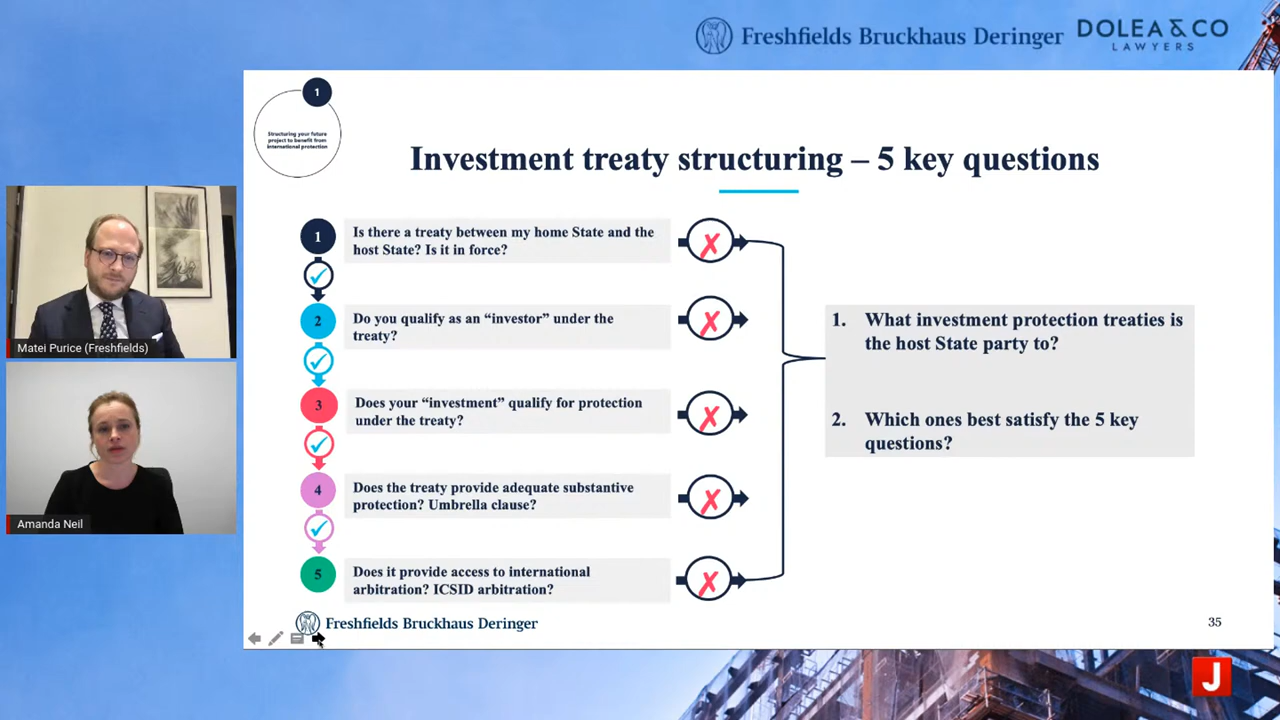 Freshfields Bruckhaus Deringer
DOLEA & CO
LAWYERS
1
Structuring your future
project to benefit from
international protection
Investment treaty structuring – 5 key questions
1
Is there a treaty between my home State and the
host State? Is it in force?
2
Do you qualify as an “investor” under the
treaty?
3
Does your “investment” qualify for protection
under the treaty?
4
Does the treaty provide adequate substantive
protection? Umbrella clause?
5
Does it provide access to international
arbitration? ICSID arbitration?
1. What investment protection treaties is
the host State party to?
2. Which ones best satisfy the 5 key
questions?
Matei Purice (Freshfields)
Amanda Neil
Freshfields Bruckhaus Deringer
35
J